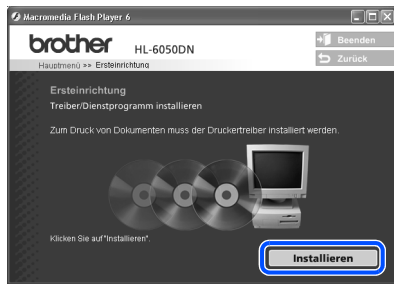 Macromedia Flash Player 6
brother
HL-6050DN
Beenden
Zurück
Hauptmenü »» Ersteinrichtung
Ersteinrichtung
Treiber/Dienstprogramm installieren
Zum Druck von Dokumenten muss der Druckertreiber installiert werden.
Klicken Sie auf "Installieren".
Installieren